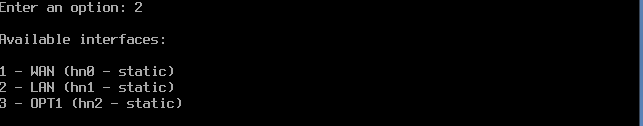 Enter an option: 2
Available interfaces:
1 - WAN (hn0 - static)
2 - LAN (hn1 - static)
3 - OPT1 (hn2 - static)